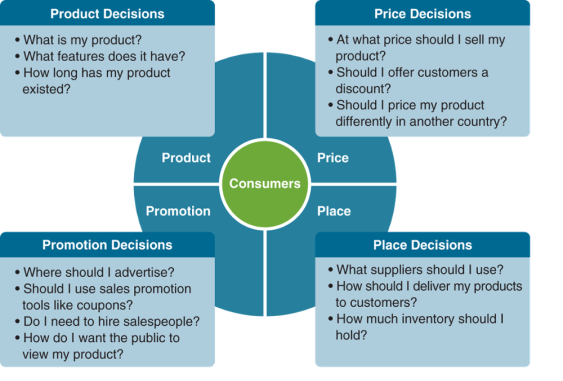 Product Decisions
• What is my product?
• What features does it have?
• How long has my product
existed?
Price Decisions
• At what price should I sell my
product?
• Should I offer customers a
discount?
• Should I price my product
differently in another country?
Product
Price
Consumers
Promotion
Place
Promotion Decisions
• Where should I advertise?
• Should I use sales promotion
tools like coupons?
• Do I need to hire salespeople?
• How do I want the public to
view my product?
Place Decisions
• What suppliers should I use?
• How should I deliver my products
to customers?
• How much inventory should I
hold?